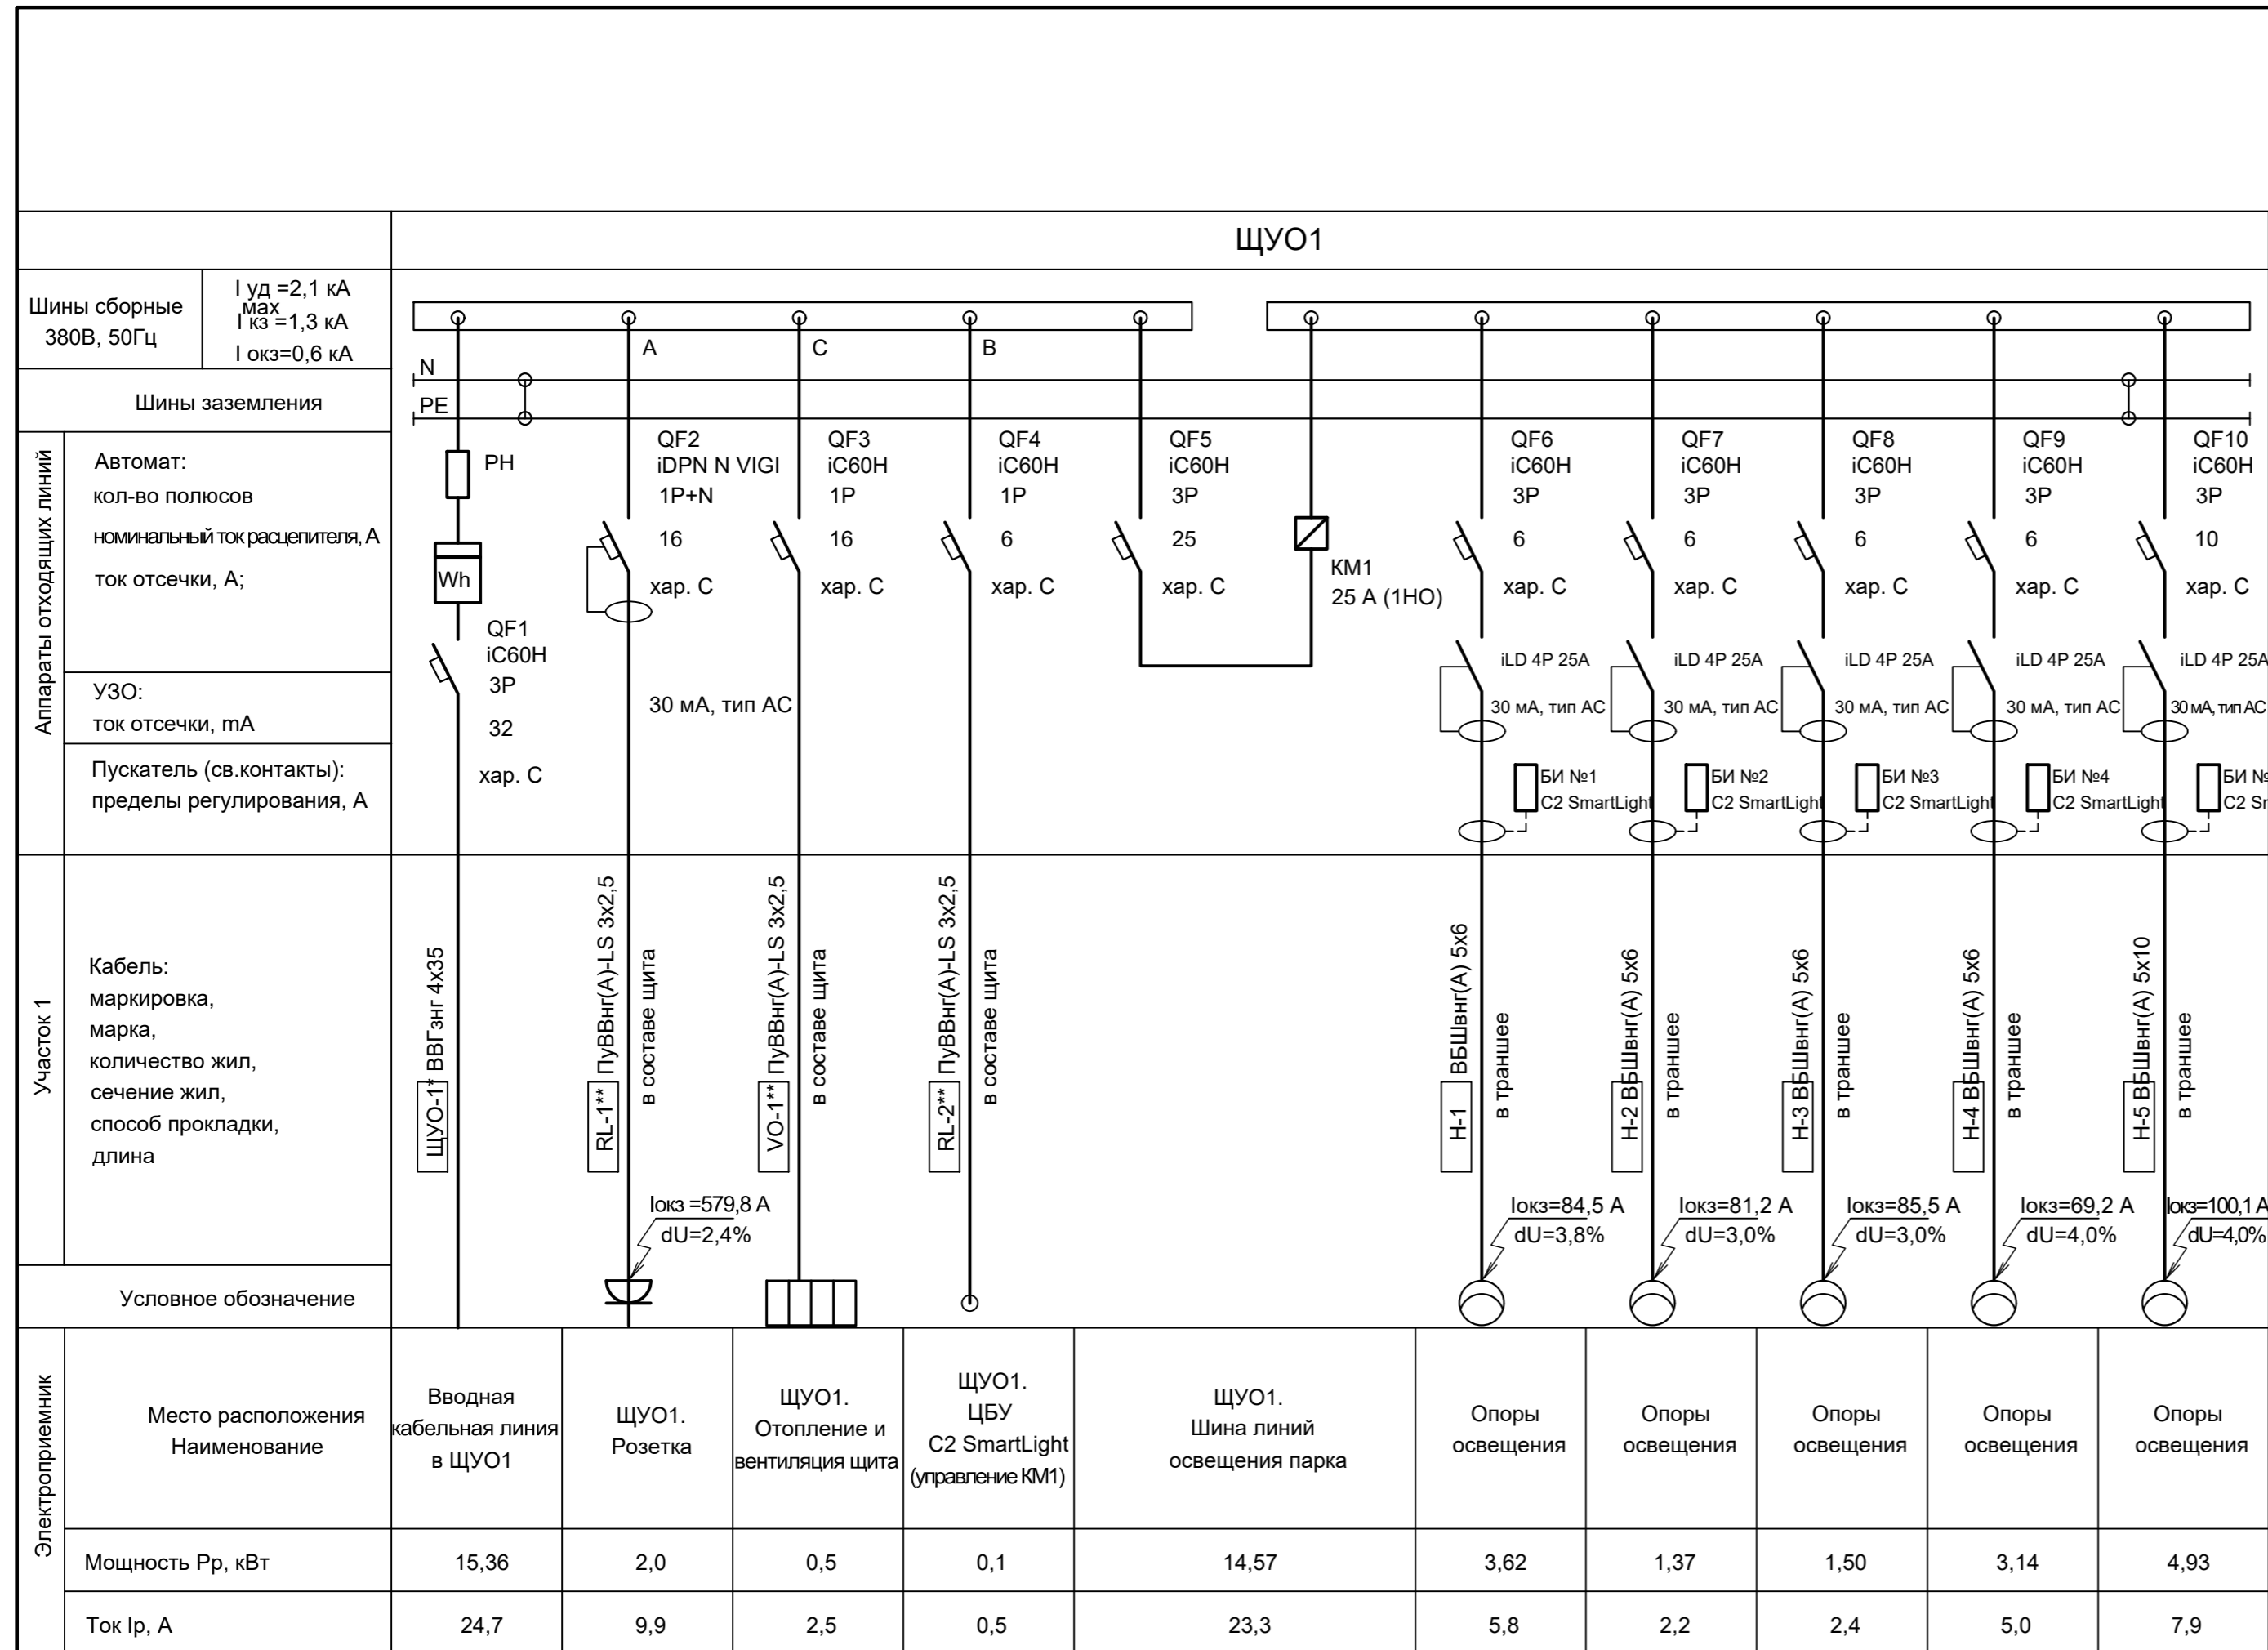 ЩУО1
Шины сборные
380В, 50Гц
I уд =2,1 кА
мах
I кз =1,3 кА
I окз=0,6 кА
A
C
B
N
Шины заземления
PE
Аппараты отходящих линий
Автомат:
кол-во полюсов
номинальный ток расцепителя, А
ток отсечки, А;
УЗО:
ток отсечки, mA
Пускатель (св.контакты):
пределы регулирования, А
РН
Wh
QF1
iC60H
3P
32
хар. С
QF2
iDPN N VIGI
1P+N
16
хар. С
30 мА, тип АС
QF3
iC60H
1P
16
хар. С
QF4
iC60H
1P
6
хар. С
QF5
iC60H
3P
25
хар. С
КМ1
25 А (1НО)
QF6
iC60H
3P
6
хар. С
iLD 4P 25A
30 мА, тип АС
БИ №1
C2 SmartLight
QF7
iC60H
3P
6
хар. С
iLD 4P 25A
30 мА, тип АС
БИ №2
C2 SmartLight
QF8
iC60H
3P
6
хар. С
iLD 4P 25A
30 мА, тип АС
БИ №3
C2 SmartLight
QF9
iC60H
3P
6
хар. С
iLD 4P 25A
30 мА, тип АС
БИ №4
C2 SmartLight
QF10
iC60H
3P
10
хар. С
iLD 4P 25A
30 мА, тип АС
БИ №
Участок 1
Кабель:
маркировка,
марка,
количество жил,
сечение жил,
способ прокладки,
длина
ЩУО-1* ВВГзнг 4х35
RL-1** ПуВВнг(А)-LS 3х2,5
в составе щита
Iокз =579,8 А
dU=2,4%
VO-1** ПуВВнг(А)-LS 3х2,5
в составе щита
RL-2** ПуВВнг(А)-LS 3х2,5
в составе щита
Н-1 ВБШвнг(А) 5х6
в траншее
Iокз=84,5 А
dU=3,8%
Н-2 ВБШвнг(А) 5х6
в траншее
Iокз=81,2 А
dU=3,0%
Н-3 ВБШвнг(А) 5х6
в траншее
Iокз=85,5 А
dU=3,0%
Н-4 ВБШвнг(А) 5х6
в траншее
Iокз=69,2 А
dU=4,0%
Н-5 ВБШвнг(А) 5х10
в траншее
Iокз=100,1 А
dU=4,0%
Условное обозначение
Электроприемник
Место расположения
Наименование
Вводная
кабельная линия
в ЩУО1
ЩУО1.
Розетка
ЩУО1.
Отопление и
вентиляция щита
ЩУО1.
ЦБУ
C2 SmartLight
(управление КМ1)
ЩУО1.
Шина линий
освещения парка
Опоры
освещения
Опоры
освещения
Опоры
освещения
Опоры
освещения
Опоры
освещения
Мощность Рр, кВт 15,36 2,0 0,5 0,1 14,57 3,62 1,37 1,50 3,14 4,93
Ток Iр, А 24,7 9,9 2,5 0,5 23,3 5,8 2,2 2,4 5,0 7,9